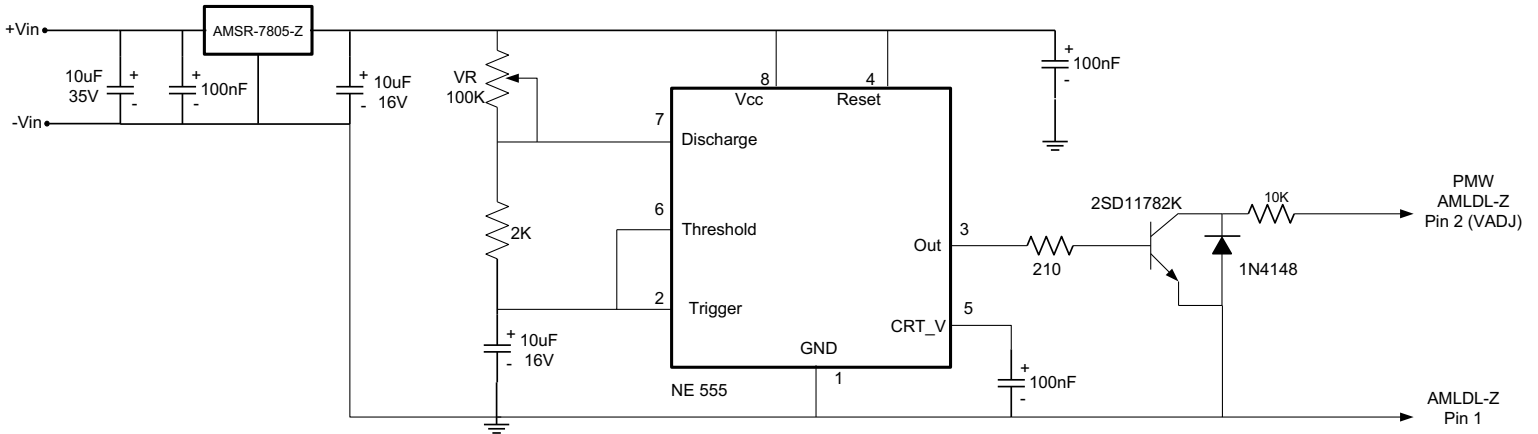 +Vin
AMSR-7805-Z
10uF
35V
+
-
+
100nF
-
+
10uF
16V
-
-Vin
VR
100K
8
Vcc
4
Reset
+
100nF
-
7
Discharge
6
Threshold
2K
2
Trigger
+
10uF
16V
-
Out
3
210
2SD11782K
10K
1N4148
PMW
AMLDL-Z
Pin 2 (VADJ)
5
CRT_V
GND
1
NE 555
+
100nF
-
AMLDL-Z
Pin 1